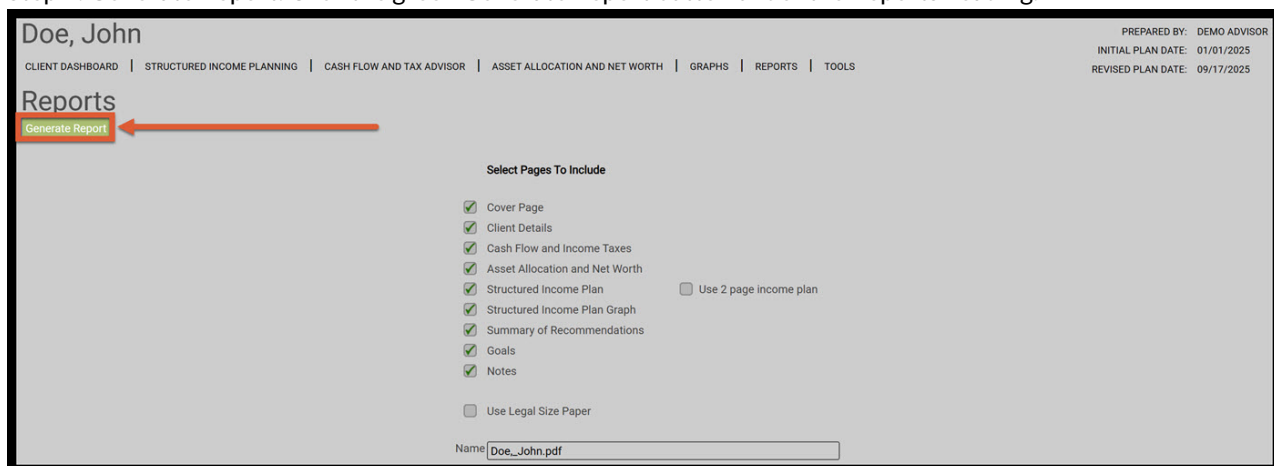 Doe, John
PREPARED BY: DEMO ADVISOR
INITIAL PLAN DATE: 01/01/2025
CLIENT DASHBOARD | STRUCTURED INCOME PLANNING | CASH FLOW AND TAX ADVISOR | ASSET ALLOCATION AND NET WORTH | GRAPHS | REPORTS | TOOLS
REVISED PLAN DATE: 09/17/2025
Reports
Generate Report
Select Pages To Include
Cover Page
Client Details
Cash Flow and Income Taxes
Asset Allocation and Net Worth
Structured Income Plan
Use 2 page income plan
Structured Income Plan Graph
Summary of Recommendations
Goals
Notes
Use Legal Size Paper
Name Doe,_John.pdf